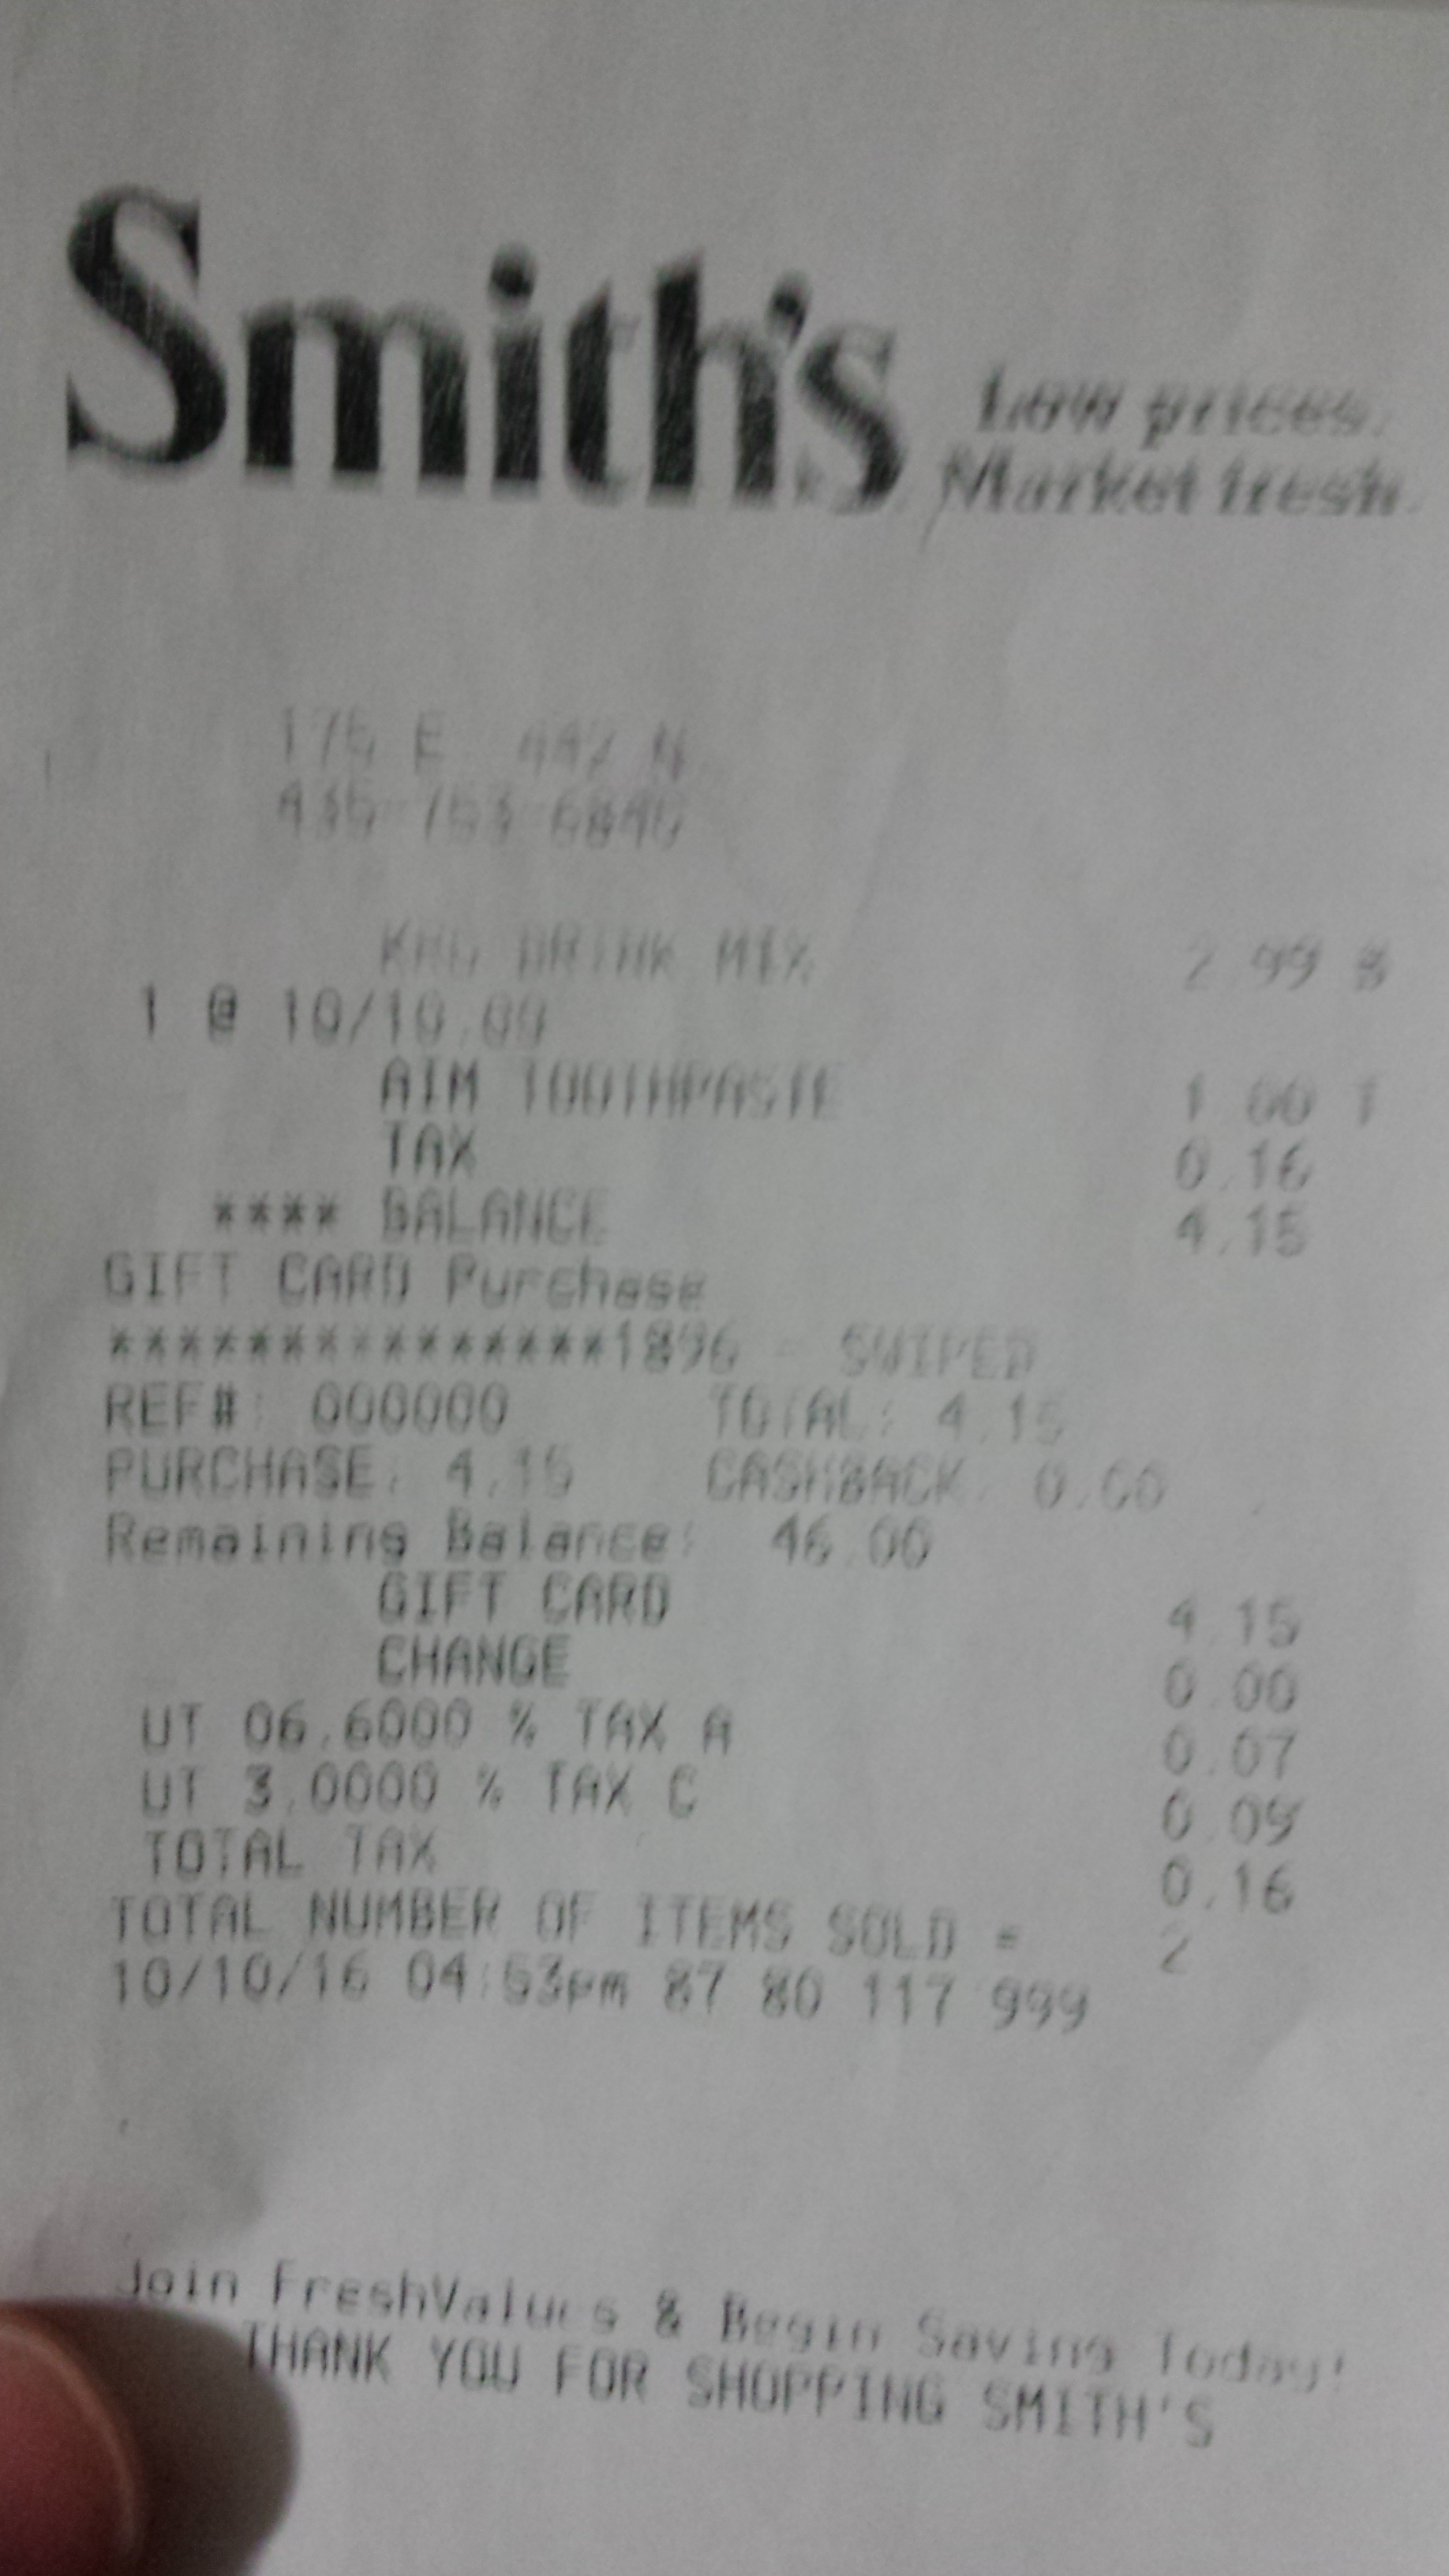 Smith's
Low prices.
Market fresh.
175 E 442 N
435 753 6845
DRINK MIX 2.99 B
1 @ 10/10.00
AIM TOOTHPASTE 1.00 T
TAX 0.16
**** BALANCE 4.15
GIFT CARD Purchase
***************1896 - SWIPED
REF#: 000000 TOTAL: 4.15
PURCHASE: 4.15 CASHBACK: 0.00
Remaining Balance: 46.00
GIFT CARD 4.15
CHANGE 0.00
UT 06.6000 % TAX A 0.07
UT 3.0000 % TAX C 0.09
TOTAL TAX 0.16
TOTAL NUMBER OF ITEMS SOLD = 2
10/10/16 04:53pm 87 80 117 999
Join FreshValues & Begin Saving Today!
THANK YOU FOR SHOPPING SMITH'S